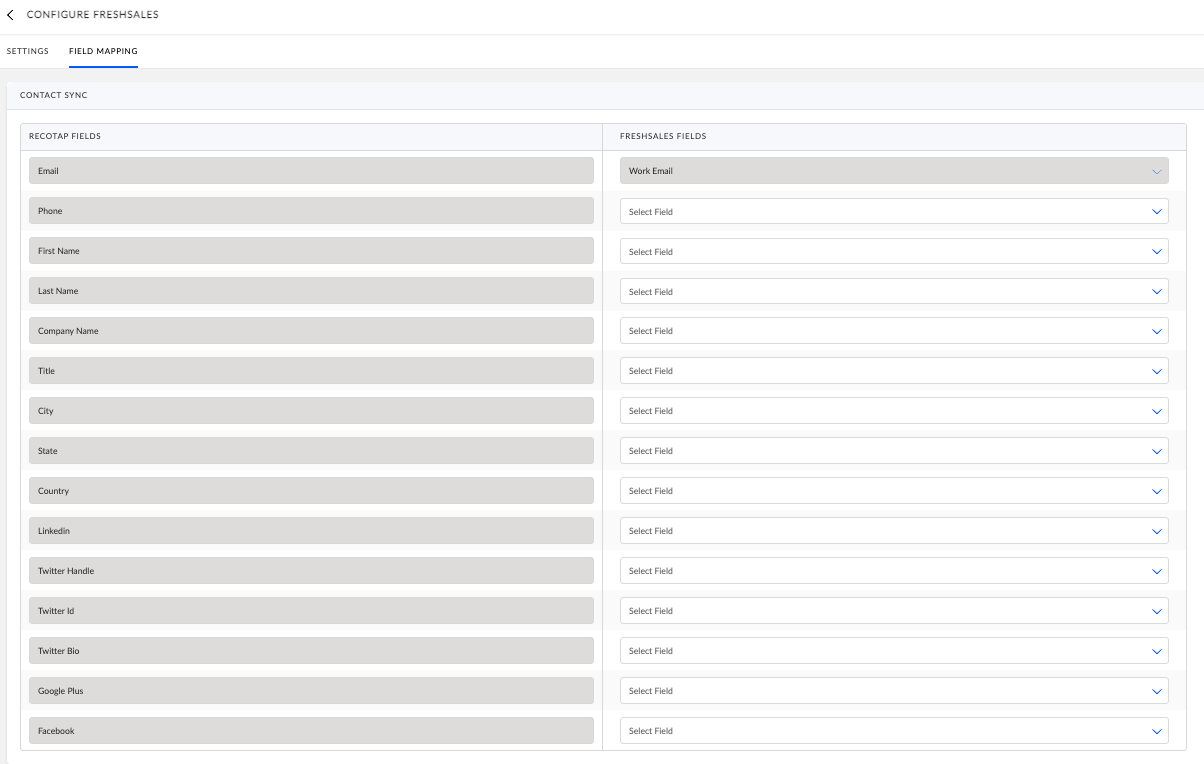 CONFIGURE FRESHSALES
SETTINGS FIELD MAPPING
CONTACT SYNC
RECOTAP FIELDS FRESHSALES FIELDS
Email Work Email
Phone Select Field
First Name Select Field
Last Name Select Field
Company Name Select Field
Title Select Field
City Select Field
State Select Field
Country Select Field
Linkedin Select Field
Twitter Handle Select Field
Twitter Id Select Field
Twitter Bio Select Field
Google Plus Select Field
Facebook Select Field